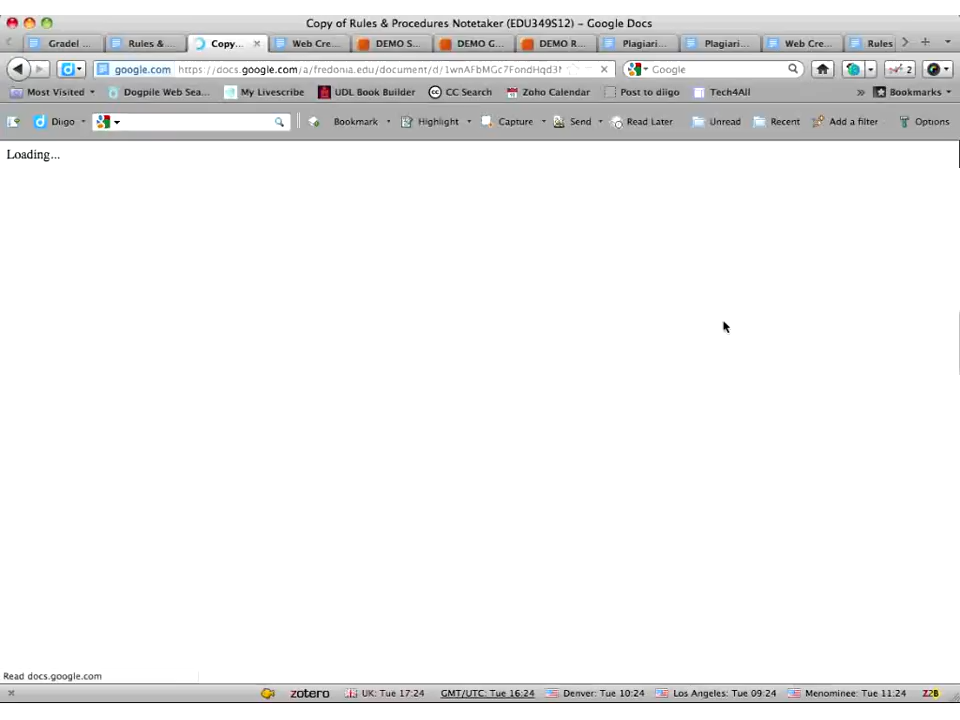 Copy of Rules & Procedures Notetaker (EDU349S12) – Google Docs
Gradel ... Rules & ... Copy... Web Cre... DEMO S... DEMO G... DEMO R... Plagiari... Plagiari... Web Cre... Rules
google.com https://docs.google.com/a/fredonia.edu/document/d/1wnAFbMGc7FondHqd3 Google 2
Most Visited Dogpile Web Sea... My Livescribe UDL Book Builder CC Search Zoho Calendar Post to diigo Tech4All » Bookmarks
Diigo Bookmark Highlight Capture Send Read Later Unread Recent Add a filter Options
Loading...
Read docs.google.com
zotero UK: Tue 17:24 GMT/UTC: Tue 16:24 Denver: Tue 10:24 Los Angeles: Tue 09:24 Menominee: Tue 11:24